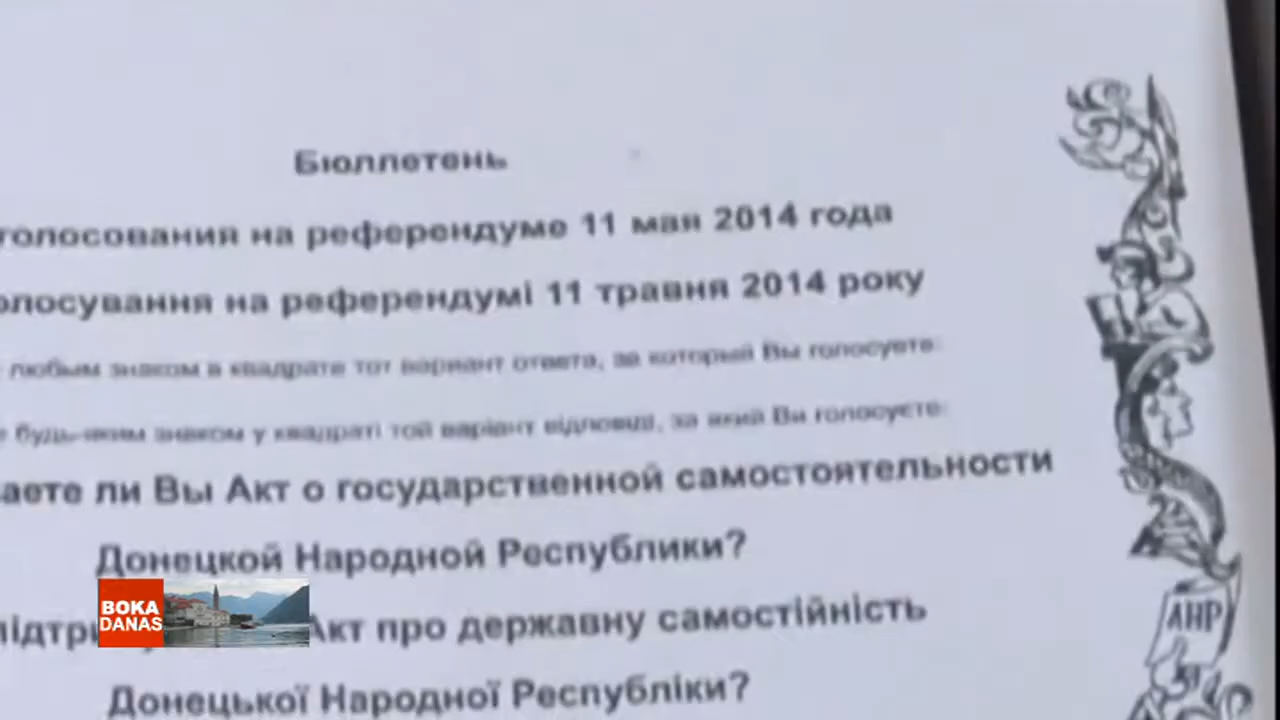 Бюллетень
голосования на референдуме 11 мая 2014 года
олосування на референдумі 11 травня 2014 року
любым знаком в квадрате тот вариант ответа, за который Вы голосуете:
будь-яким знаком у квадраті той варіант відповіді, за який Ви голосуєте:
аете ли Вы Акт о государственной самостоятельности
Донецкой Народной Республики?
ідтри Акт про державну самостійність
Донецької Народної Республіки?
BOKA
DANAS
ДНР